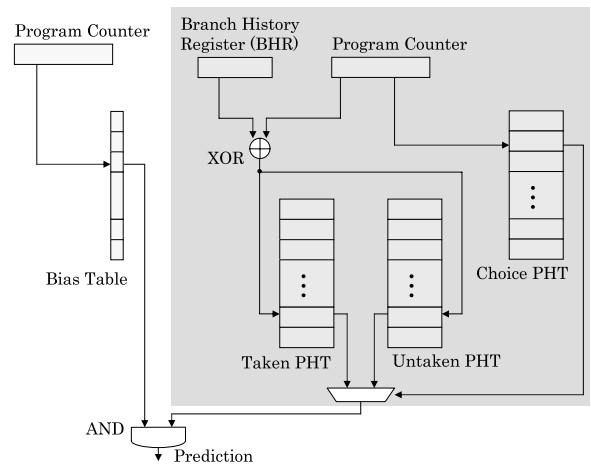 Program Counter
Branch History
Register (BHR)
Program Counter
XOR
Bias Table
Choice PHT
Taken PHT
Untaken PHT
AND
Prediction